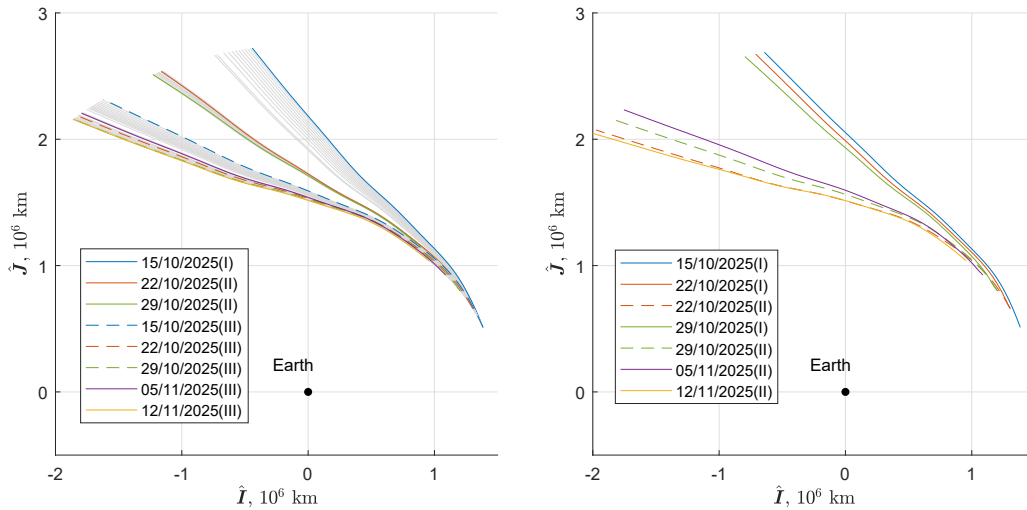 3
2
1
0
-2
-1
0
1
Ĵ, 10⁶ km
Î, 10⁶ km
Earth
15/10/2025(I)
22/10/2025(II)
29/10/2025(II)
15/10/2025(III)
22/10/2025(III)
29/10/2025(III)
05/11/2025(III)
12/11/2025(III)
3
2
1
0
-2
-1
0
1
Ĵ, 10⁶ km
Î, 10⁶ km
Earth
15/10/2025(I)
22/10/2025(I)
22/10/2025(II)
29/10/2025(I)
29/10/2025(II)
05/11/2025(II)
12/11/2025(II)